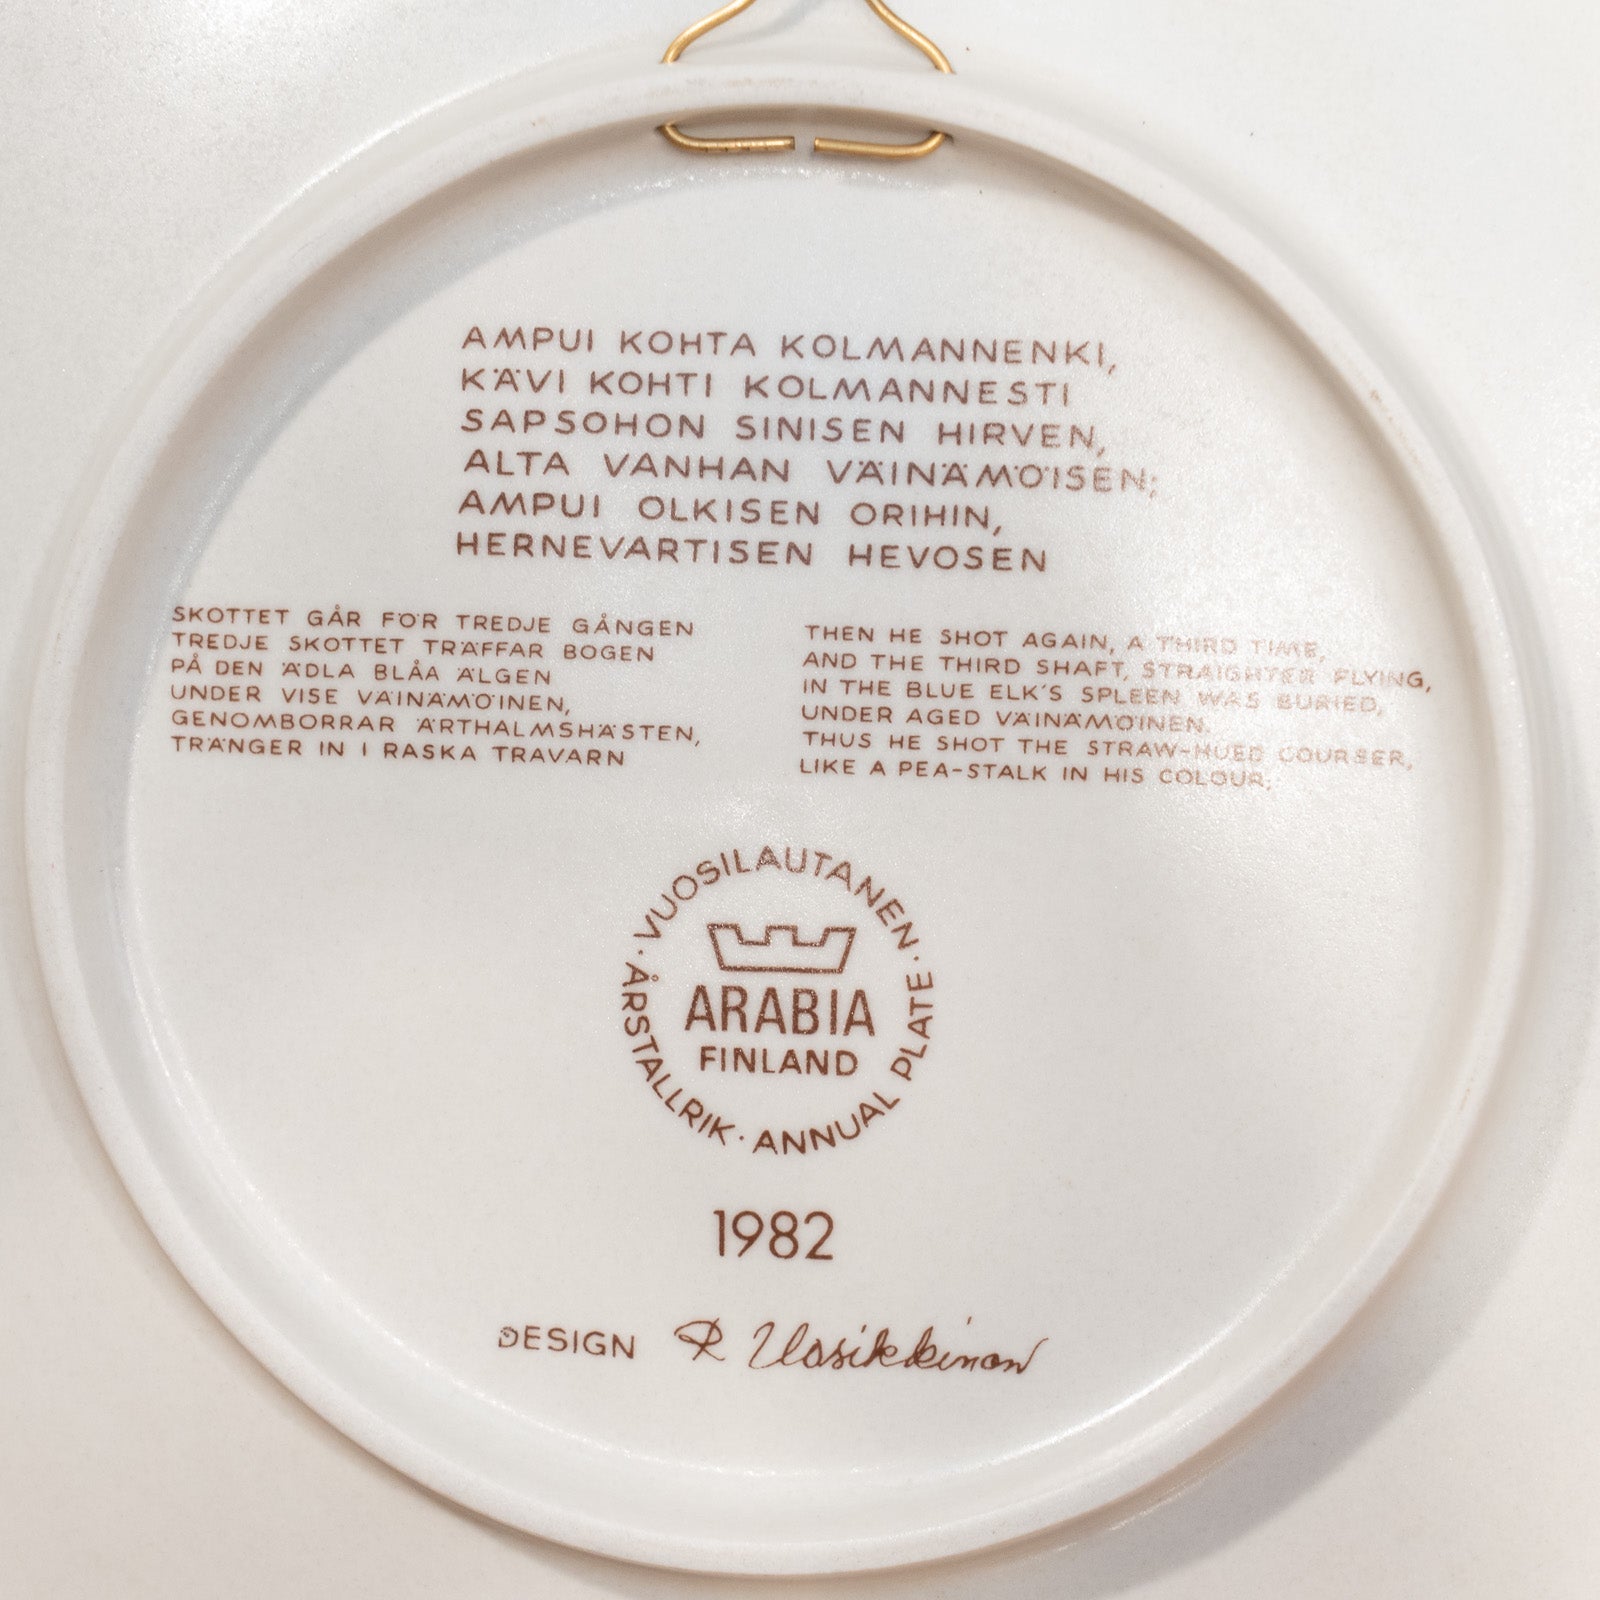 AMPUI KOHTA KOLMANNENKI,
KÄVI KOHTI KOLMANNESTI
SAPSOHON SINISEN HIRVEN,
ALTA VANHAN VÄINÄMÖISEN;
AMPUI OLKISEN ORIHIN,
HERNEVARTISEN HEVOSEN
SKOTTET GÅR FÖR TREDJE GÅNGEN
TREDJE SKOTTET TRÄFFAR BOGEN
PÅ DEN ÄDLA BLÅA ÄLGEN
UNDER VISE VÄINÄMÖINEN,
GENOMBORRAR ÄRTHALMSHÄSTEN,
TRÄNGER IN I RASKA TRAVARN
THEN HE SHOT AGAIN, A THIRD TIME,
AND THE THIRD SHAFT, STRAIGHTER FLYING,
IN THE BLUE ELK'S SPLEEN WAS BURIED,
UNDER AGED VÄINÄMÖINEN.
THUS HE SHOT THE STRAW-HUED COURSER,
LIKE A PEA-STALK IN HIS COLOUR;
· VUOSILAUTANEN ·
ARABIA
FINLAND
ÅRSTALLRIK · ANNUAL PLATE
1982
DESIGN R Uosikkinen